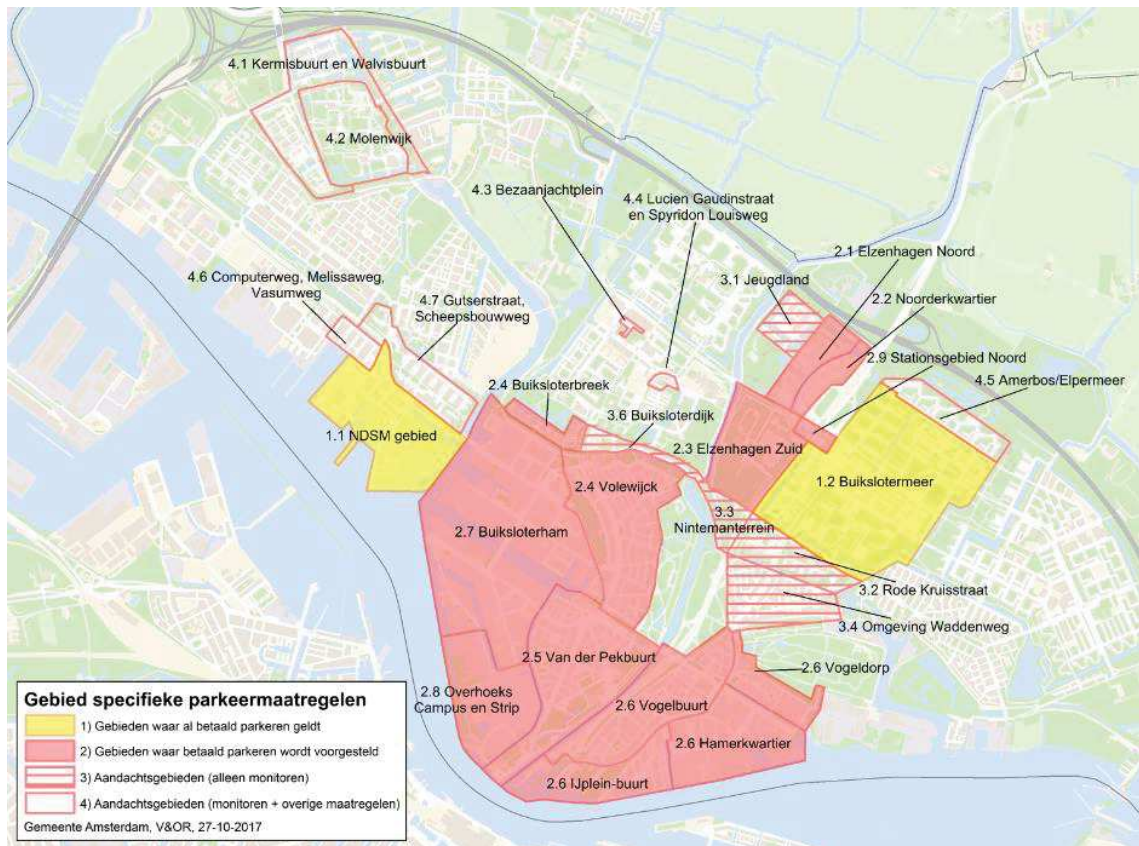 4.1 Kermisbuurt en Walvisbuurt
4.2 Molenwijk
4.3 Bezaanjachtplein
4.4 Lucien Gaudinstraat
en Spyridon Louisweg
2.1 Elzenhagen Noord
3.1 Jeugdland
2.2 Noorderkwartier
4.6 Computerweg, Melissaweg,
Vasumweg
4.7 Gutserstraat,
Scheepsbouwweg
2.9 Stationsgebied Noord
4.5 Amerbos/Elpermeer
2.4 Buiksloterbreek
3.6 Buiksloterdijk
1.1 NDSM gebied
2.3 Elzenhagen Zuid
1.2 Buikslotermeer
2.4 Volewijck
3.3
Nintemanterrein
2.7 Buiksloterham
3.2 Rode Kruisstraat
3.4 Omgeving Waddenweg
2.5 Van der Pekbuurt
2.6 Vogeldorp
2.8 Overhoeks
Campus en Strip
2.6 Vogelbuurt
2.6 Hamerkwartier
2.6 IJplein-buurt
Gebied specifieke parkeermaatregelen
1) Gebieden waar al betaald parkeren geldt
2) Gebieden waar betaald parkeren wordt voorgesteld
3) Aandachtsgebieden (alleen monitoren)
4) Aandachtsgebieden (monitoren + overige maatregelen)
Gemeente Amsterdam, V&OR, 27-10-2017